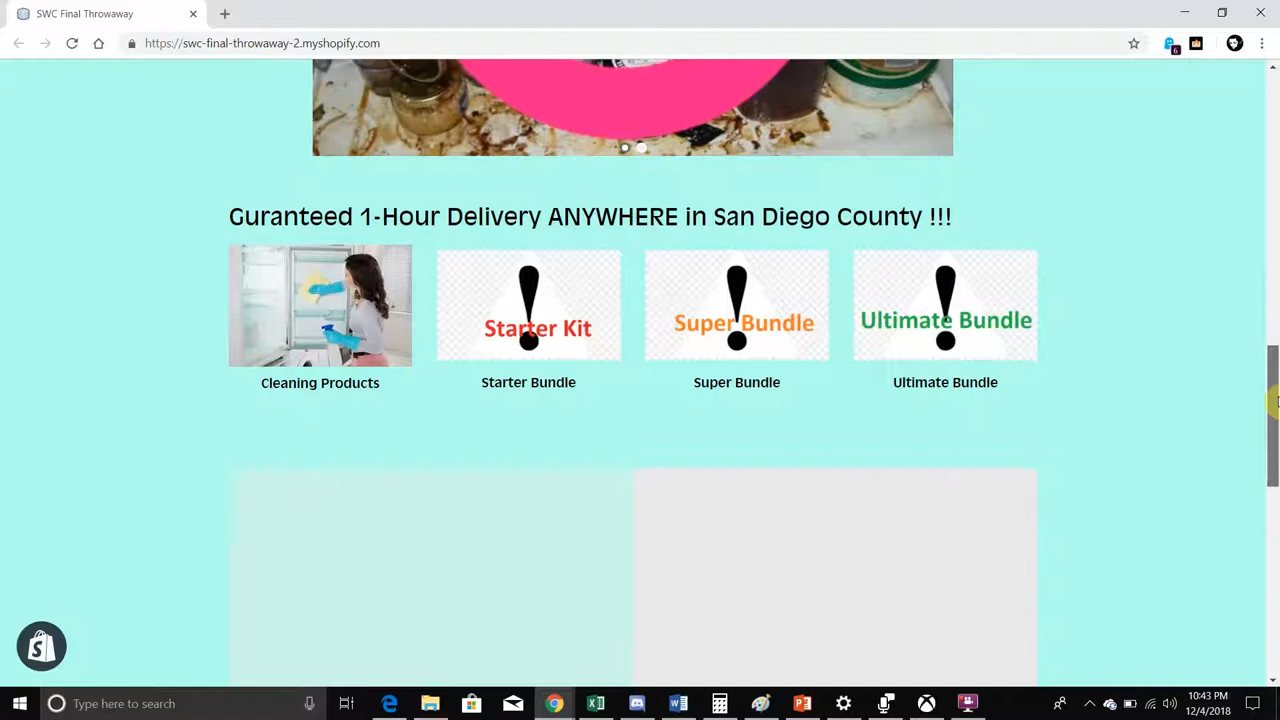 SWC Final Throwaway
https://swc-final-throwaway-2.myshopify.com
6
Guranteed 1-Hour Delivery ANYWHERE in San Diego County !!!
Starter Kit
Super Bundle
Ultimate Bundle
Cleaning Products
Starter Bundle
Super Bundle
Ultimate Bundle
Type here to search
10:43 PM
12/4/2018